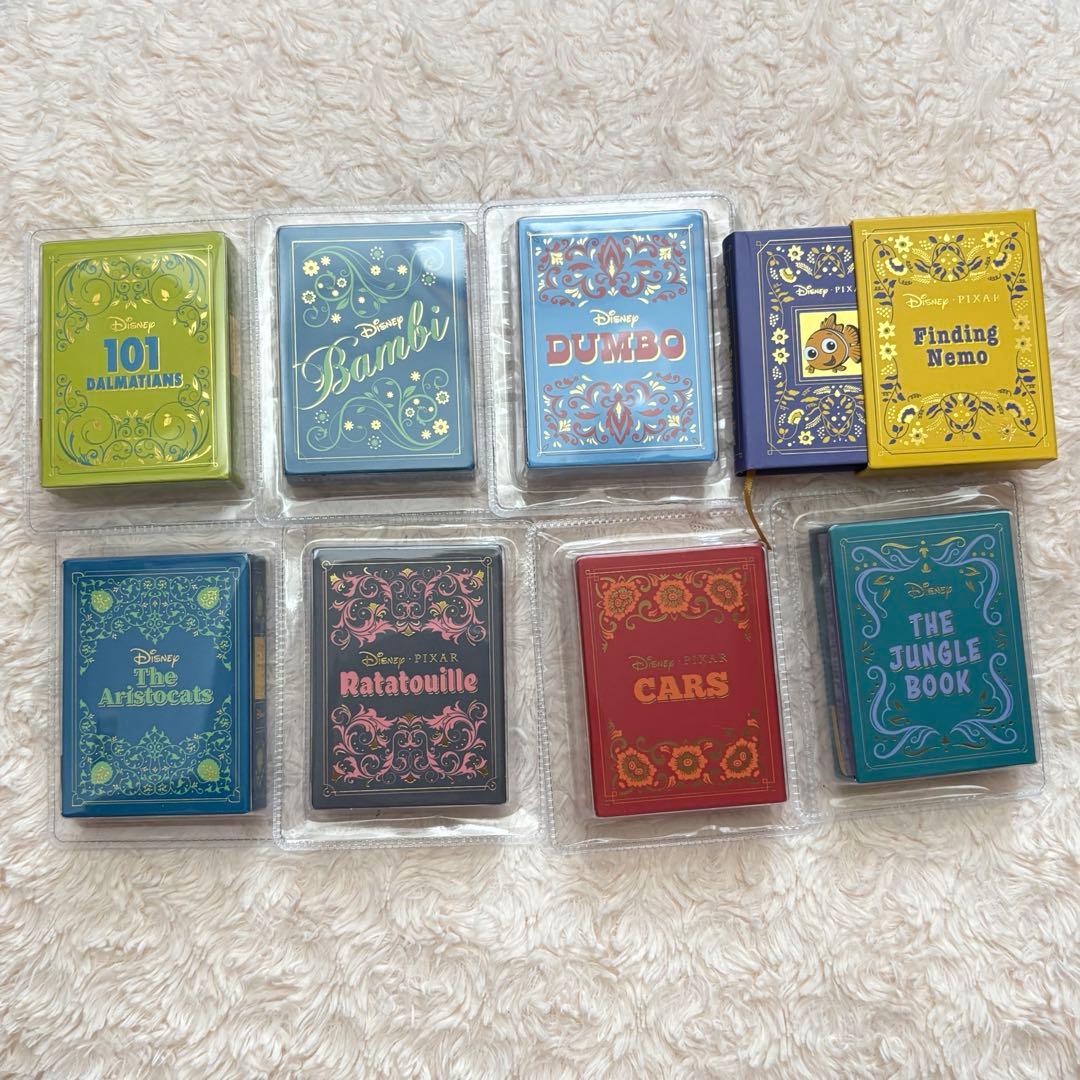 Disney
101
DALMATIANS
Disney
Bambi
Disney
DUMBO
Disney · PIXA
Disney · PIXAR
Finding
Nemo
Disney
The
Aristocats
Disney · PIXAR
Ratatouille
Disney · PIXAR
CARS
Disney
THE
JUNGLE
BOOK